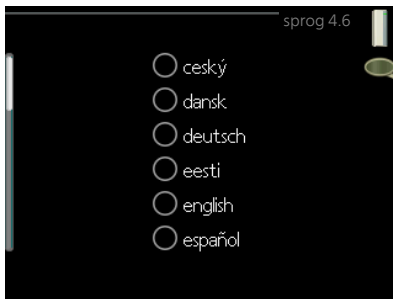 sprog 4.6
ceský
dansk
deutsch
eesti
english
español